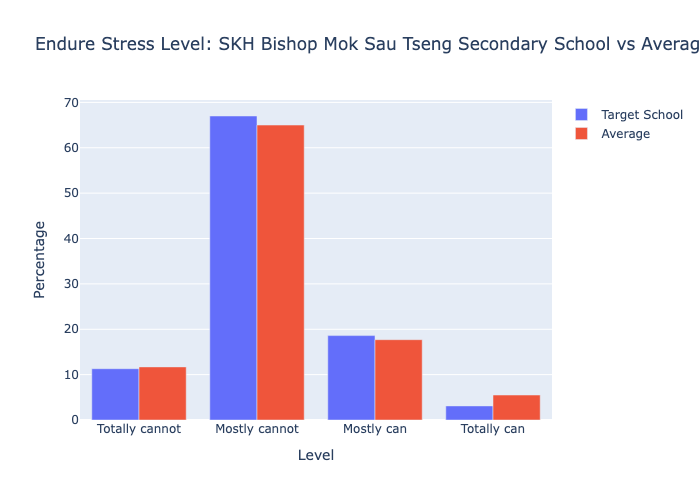 Endure Stress Level: SKH Bishop Mok Sau Tseng Secondary School vs Averag
70
60
50
40
30
20
10
0
Percentage
Totally cannot
Mostly cannot
Mostly can
Totally can
Level
Target School
Average